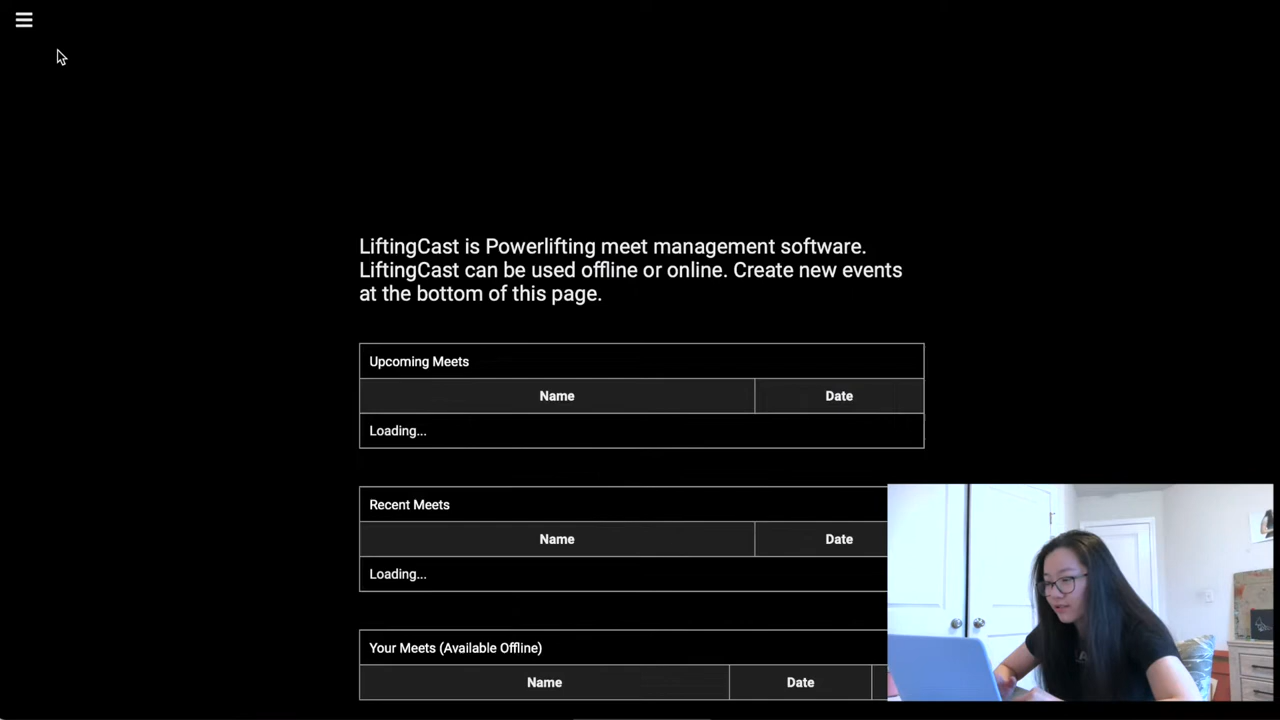 LiftingCast is Powerlifting meet management software.
LiftingCast can be used offline or online. Create new events
at the bottom of this page.
Upcoming Meets
Name Date
Loading...
Recent Meets
Name Date
Loading...
Your Meets (Available Offline)
Name Date